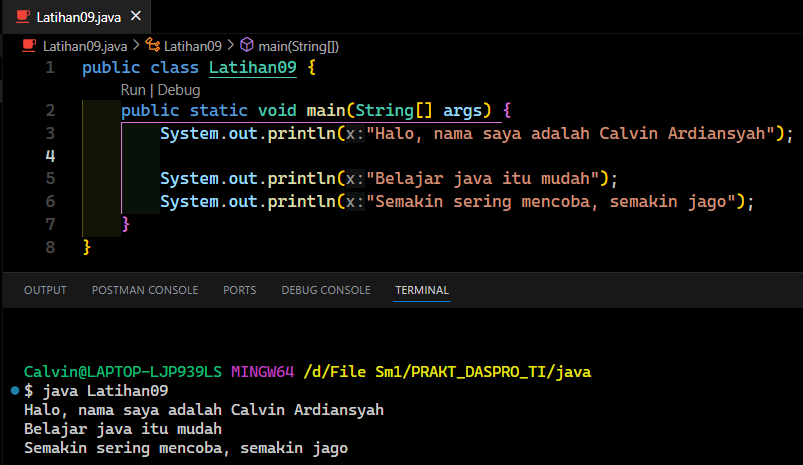 Latihan09.java ×
Latihan09.java > Latihan09 > main(String[])
1 public class Latihan09 {
Run | Debug
2 public static void main(String[] args) {
3 System.out.println(x:"Halo, nama saya adalah Calvin Ardiansyah");
4
5 System.out.println(x:"Belajar java itu mudah");
6 System.out.println(x:"Semakin sering mencoba, semakin jago");
7 }
8 }
OUTPUT POSTMAN CONSOLE PORTS DEBUG CONSOLE TERMINAL
Calvin@LAPTOP-LJP939LS MINGW64 /d/File Sm1/PRAKT_DASPRO_TI/java
$ java Latihan09
Halo, nama saya adalah Calvin Ardiansyah
Belajar java itu mudah
Semakin sering mencoba, semakin jago